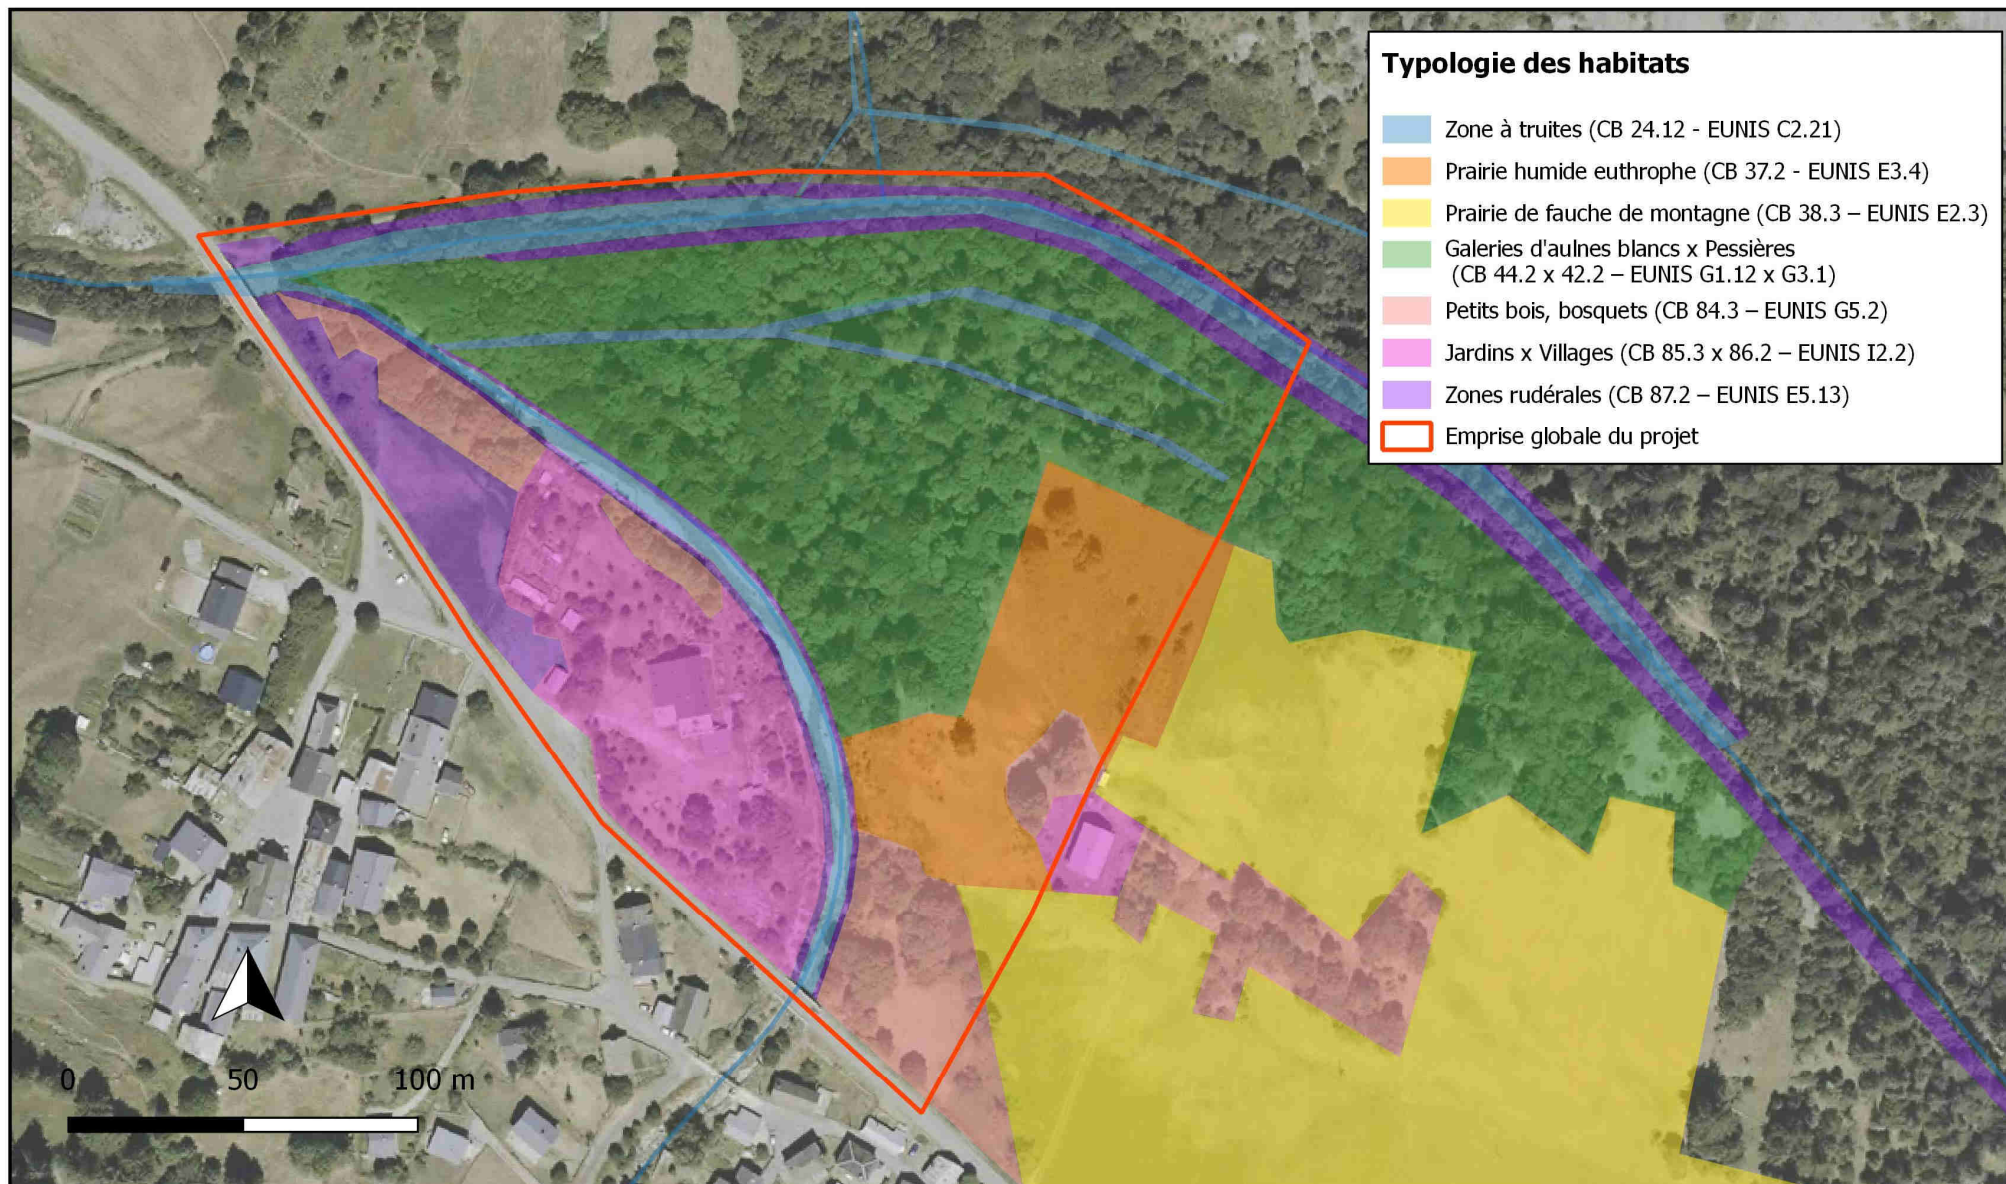 Typologie des habitats
Zone à truites (CB 24.12 - EUNIS C2.21)
Prairie humide euthrophe (CB 37.2 - EUNIS E3.4)
Prairie de fauche de montagne (CB 38.3 – EUNIS E2.3)
Galeries d'aulnes blancs x Pessières
(CB 44.2 x 42.2 – EUNIS G1.12 x G3.1)
Petits bois, bosquets (CB 84.3 – EUNIS G5.2)
Jardins x Villages (CB 85.3 x 86.2 – EUNIS I2.2)
Zones rudérales (CB 87.2 – EUNIS E5.13)
Emprise globale du projet
0 50 100 m